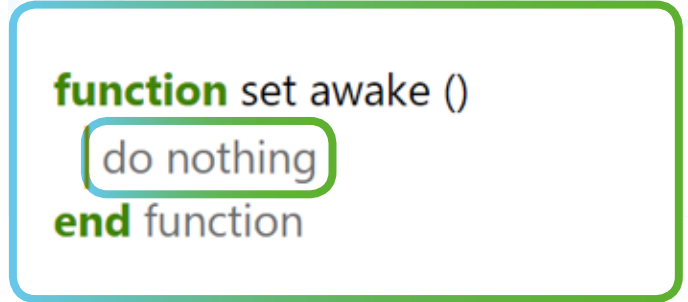 function set awake ()
do nothing
end function